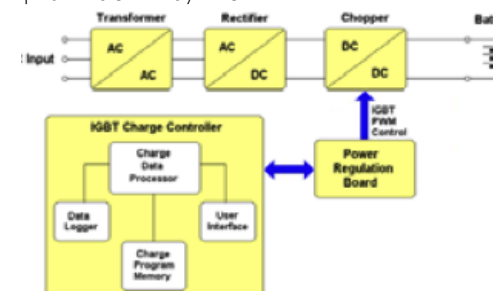 Transformer Rectifier Chopper Bat
Input
AC AC DC
AC DC DC
IGBT
PWM
Control
IGBT Charge Controller
Charge
Data
Processor
Power
Regulation
Board
Data
Logger
User
Interface
Charge
Program
Memory